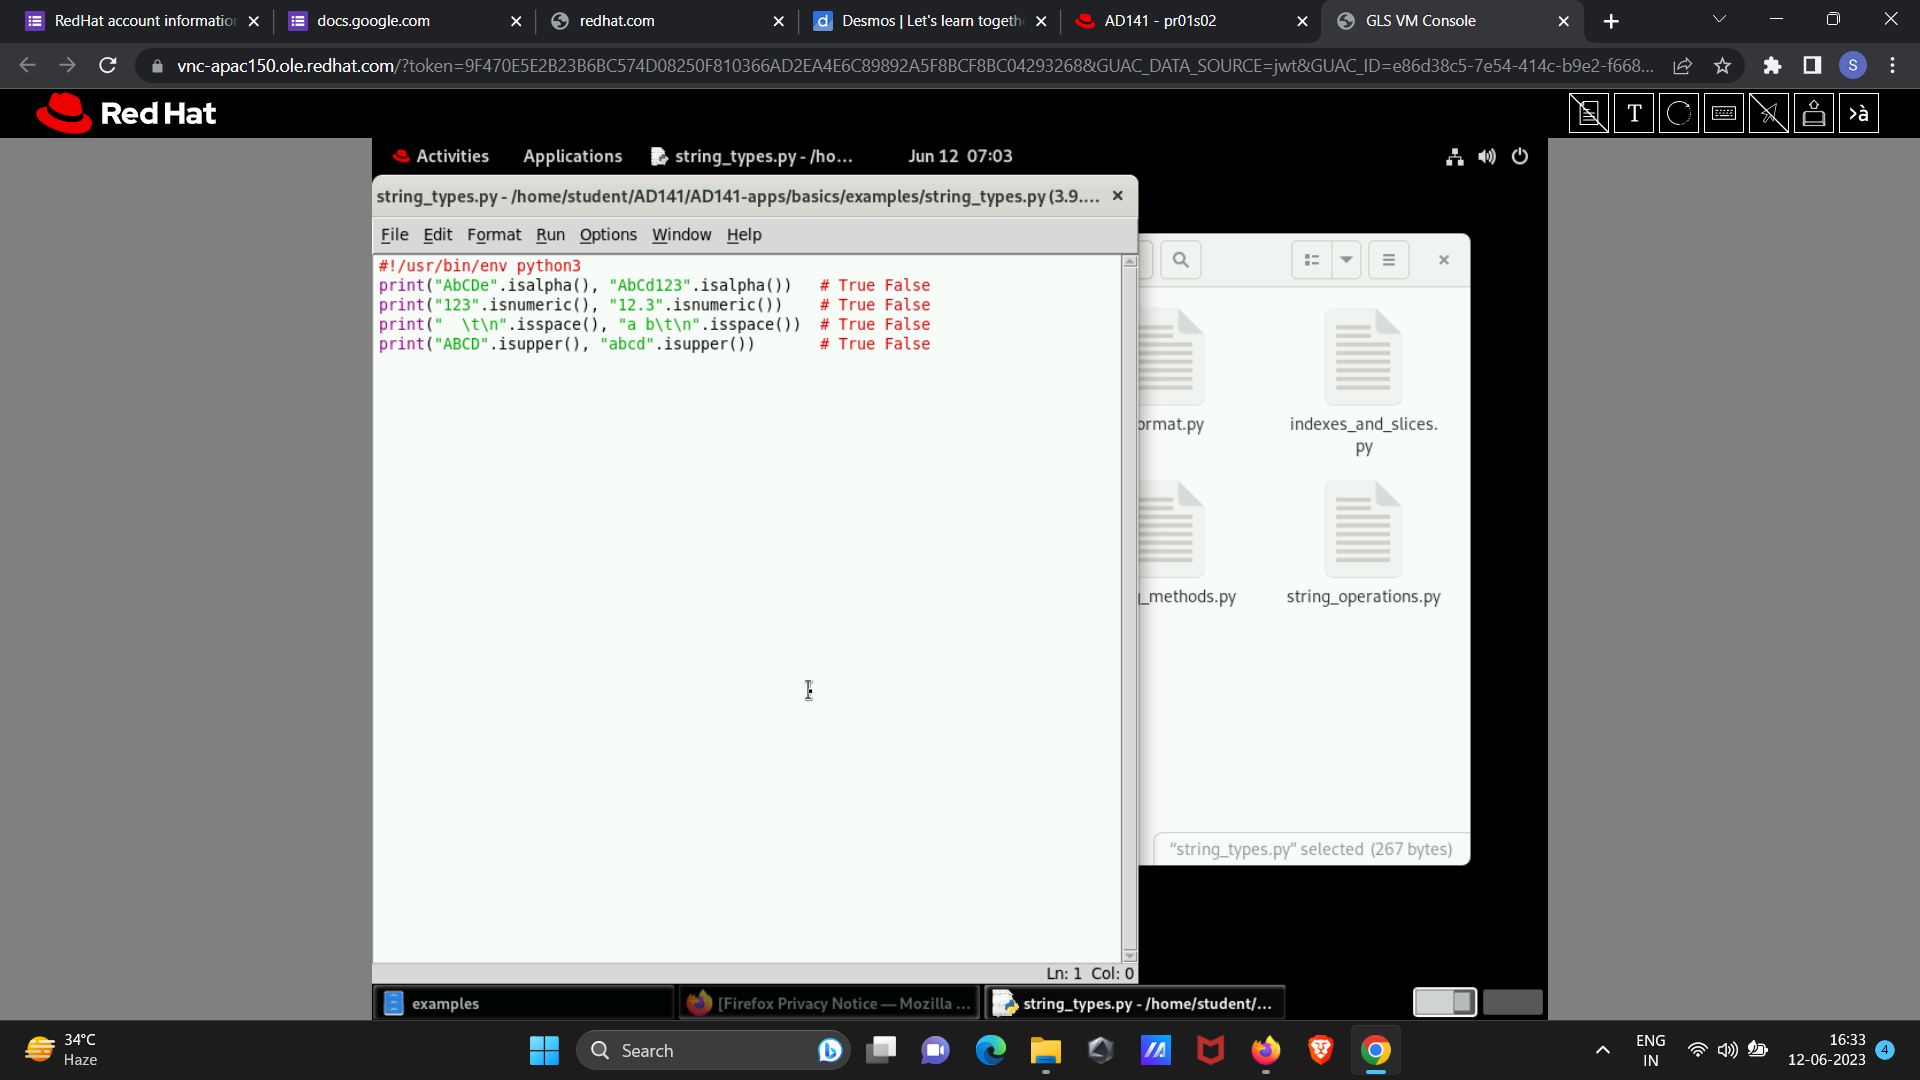 RedHat account informatio
docs.google.com
redhat.com
Desmos | Let's learn togeth
AD141 - pr01s02
GLS VM Console
vnc-apac150.ole.redhat.com/?token=9F470E5E2B23B6BC574D08250F810366AD2EA4E6C89892A5F8BCF8BC04293268&GUAC_DATA_SOURCE=jwt&GUAC_ID=e86d38c5-7e54-414c-b9e2-f668...
S
Red Hat
T
>à
Activities Applications string_types.py - /ho... Jun 12 07:03
string_types.py - /home/student/AD141/AD141-apps/basics/examples/string_types.py (3.9....
File Edit Format Run Options Window Help
#!/usr/bin/env python3
print("AbCDe".isalpha(), "AbCd123".isalpha())   # True False
print("123".isnumeric(), "12.3".isnumeric())    # True False
print("  \t\n".isspace(), "a b\t\n".isspace())  # True False
print("ABCD".isupper(), "abcd".isupper())       # True False
ormat.py
indexes_and_slices.
py
_methods.py
string_operations.py
"string_types.py" selected (267 bytes)
Ln: 1 Col: 0
examples
[Firefox Privacy Notice — Mozilla ...
string_types.py - /home/student/...
34°C
Haze
Search
ENG
IN
16:33
12-06-2023
4